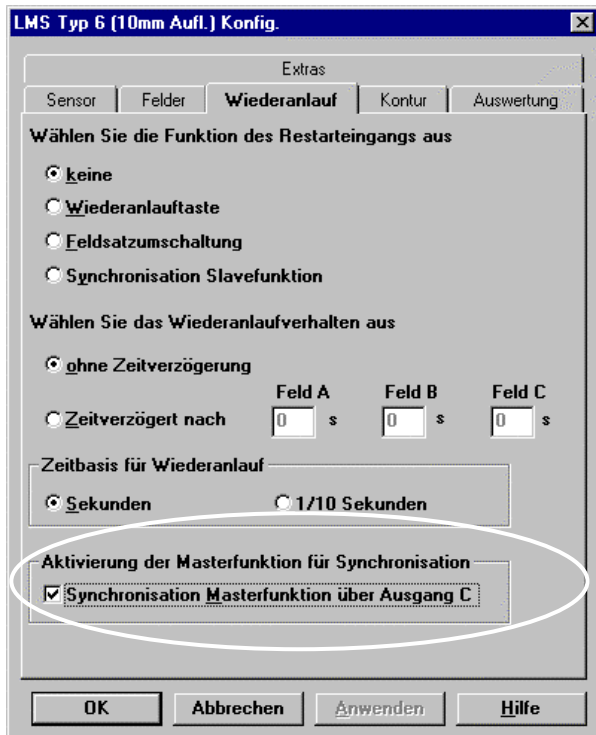 LMS Typ 6 (10mm Aufl.) Konfig.
Extras
Sensor Felder Wiederanlauf Kontur Auswertung
Wählen Sie die Funktion des Restarteingangs aus
keine
Wiederanlauftaste
Feldsatzumschaltung
Synchronisation Slavefunktion
Wählen Sie das Wiederanlaufverhalten aus
ohne Zeitverzögerung
Feld A Feld B Feld C
Zeitverzögert nach 0 s 0 s 0 s
Zeitbasis für Wiederanlauf
Sekunden 1/10 Sekunden
Aktivierung der Masterfunktion für Synchronisation
Synchronisation Masterfunktion über Ausgang C
OK Abbrechen Anwenden Hilfe